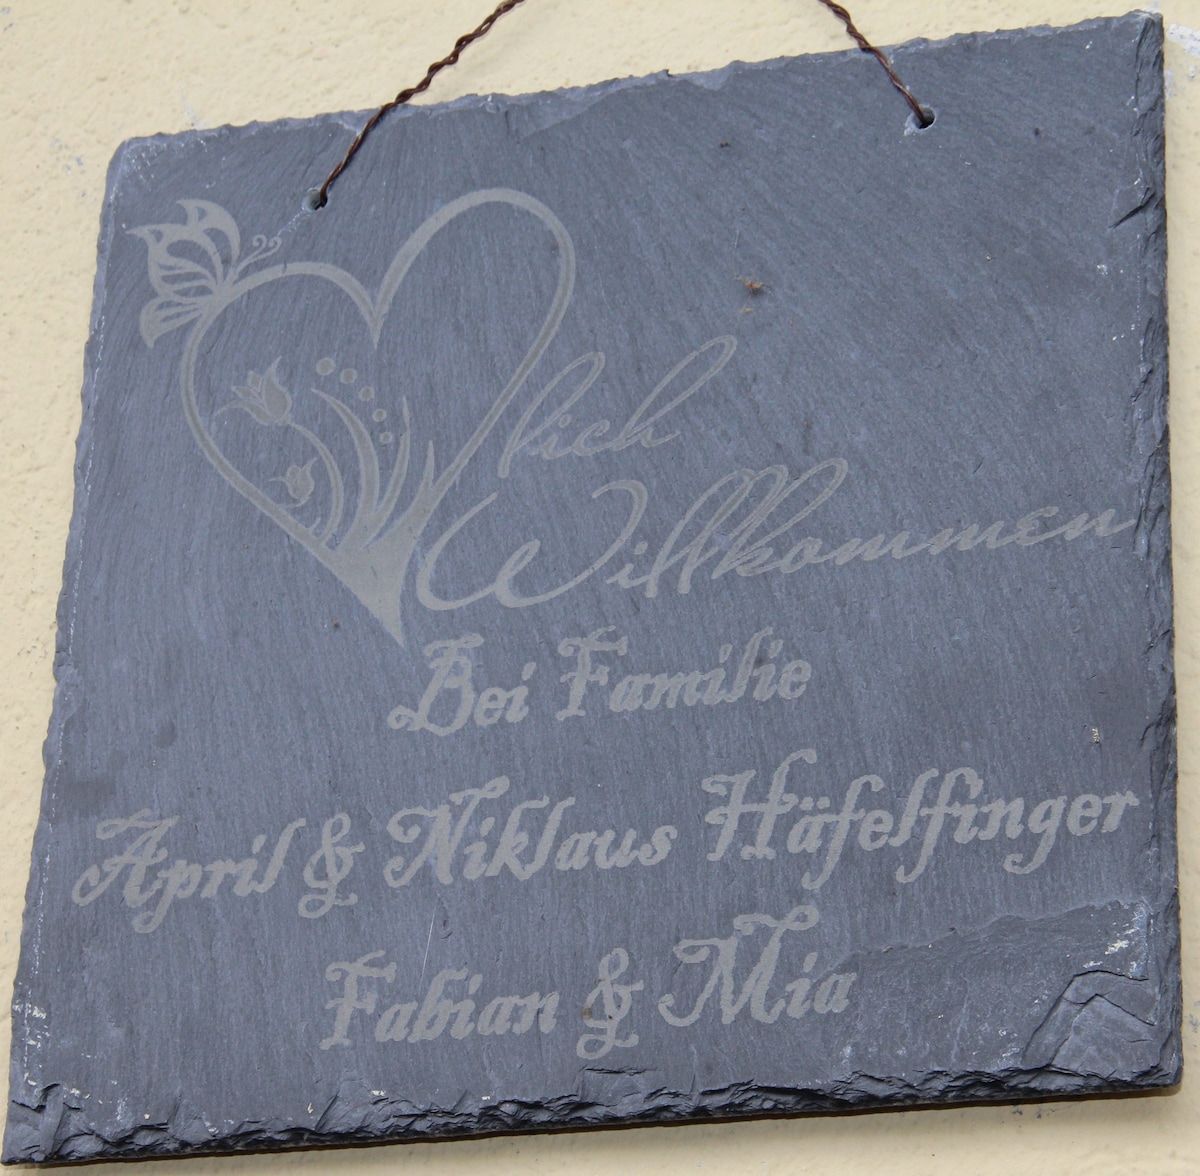 lich
Willkommen
Bei Familie
April & Niklaus Häfelfinger
Fabian & Mia